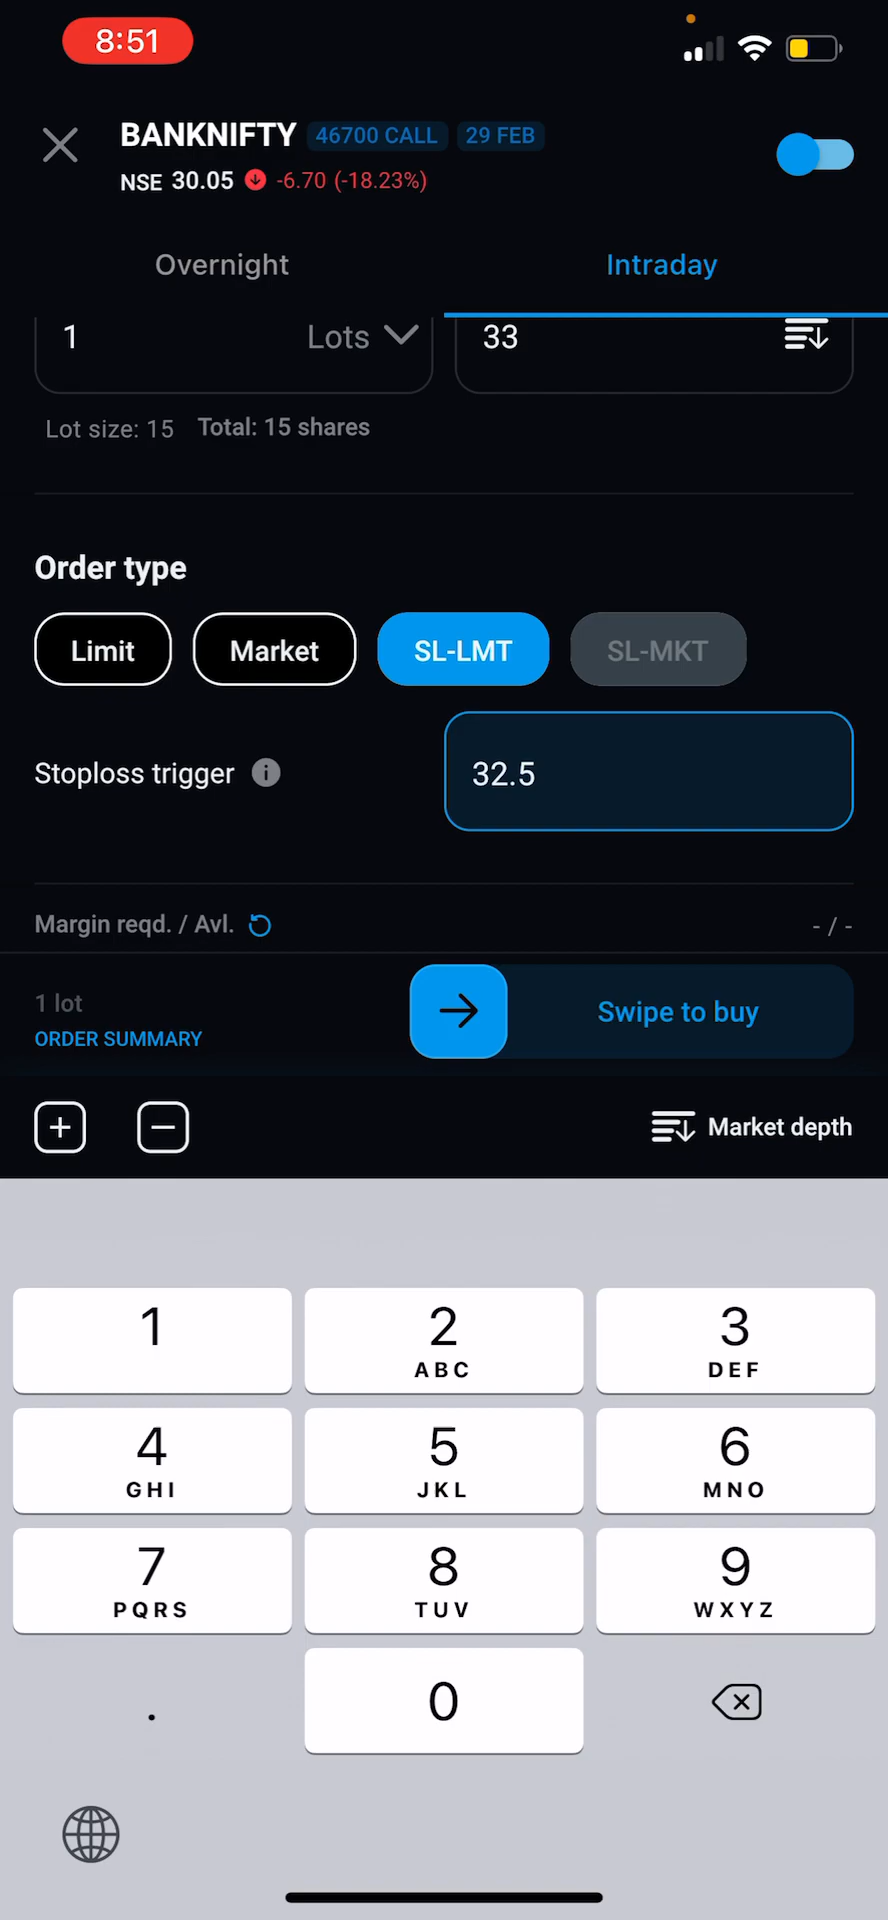 8:51
BANKNIFTY 46700 CALL 29 FEB
NSE 30.05 -6.70 (-18.23%)
Overnight Intraday
1 Lots 33
Lot size: 15 Total: 15 shares
Order type
Limit Market SL-LMT SL-MKT
Stoploss trigger i 32.5
Margin reqd. / Avl. - / -
1 lot
ORDER SUMMARY
Swipe to buy
+ − Market depth
1 2 3
ABC DEF
4 5 6
GHI JKL MNO
7 8 9
PQRS TUV WXYZ
. 0